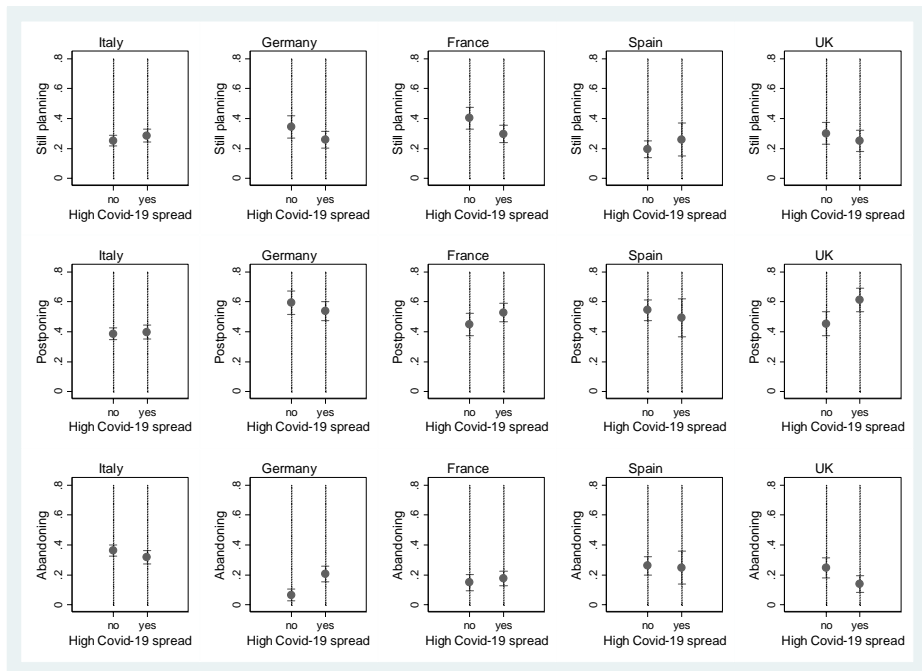 Italy
Still planning
.8
.6
.4
.2
0
no yes
High Covid-19 spread
Germany
Still planning
.8
.6
.4
.2
0
no yes
High Covid-19 spread
France
Still planning
.8
.6
.4
.2
0
no yes
High Covid-19 spread
Spain
Still planning
.8
.6
.4
.2
0
no yes
High Covid-19 spread
UK
Still planning
.8
.6
.4
.2
0
no yes
High Covid-19 spread
Italy
Postponing
.8
.6
.4
.2
0
no yes
High Covid-19 spread
Germany
Postponing
.8
.6
.4
.2
0
no yes
High Covid-19 spread
France
Postponing
.8
.6
.4
.2
0
no yes
High Covid-19 spread
Spain
Postponing
.8
.6
.4
.2
0
no yes
High Covid-19 spread
UK
Postponing
.8
.6
.4
.2
0
no yes
High Covid-19 spread
Italy
Abandoning
.8
.6
.4
.2
0
no yes
High Covid-19 spread
Germany
Abandoning
.8
.6
.4
.2
0
no yes
High Covid-19 spread
France
Abandoning
.8
.6
.4
.2
0
no yes
High Covid-19 spread
Spain
Abandoning
.8
.6
.4
.2
0
no yes
High Covid-19 spread
UK
Abandoning
.8
.6
.4
.2
0
no yes
High Covid-19 spread